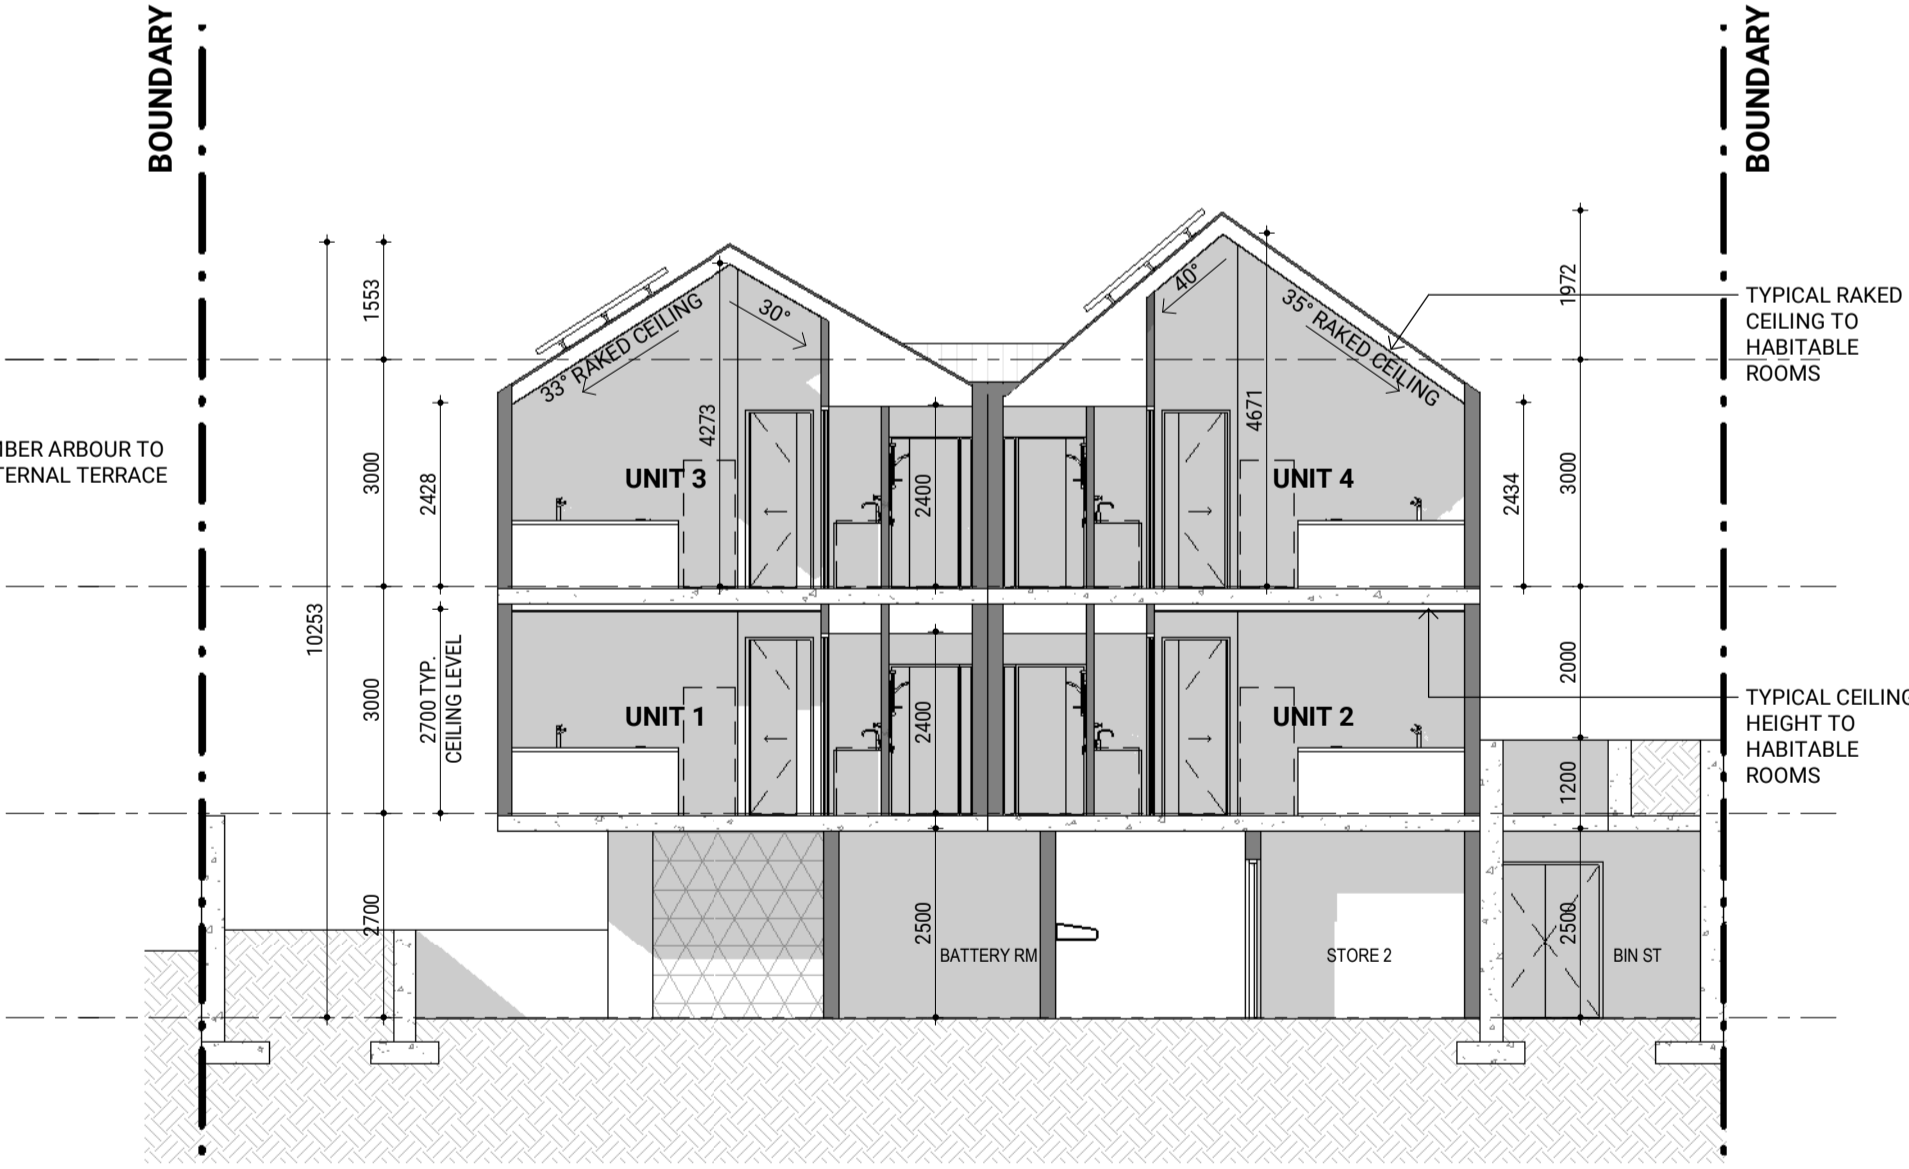 BOUNDARY
BOUNDARY
1553
1972
TYPICAL RAKED
CEILING TO
HABITABLE
ROOMS
33° RAKED CEILING
30°
40°
35° RAKED CEILING
MBER ARBOUR TO
TERNAL TERRACE
3000
2428
4273
UNIT 3
2400
4671
UNIT 4
2434
3000
10253
3000
2700 TYP.
CEILING LEVEL
UNIT 1
2400
UNIT 2
2000
TYPICAL CEILING
HEIGHT TO
HABITABLE
ROOMS
1200
2700
2500
BATTERY RM
STORE 2
2500
BIN ST